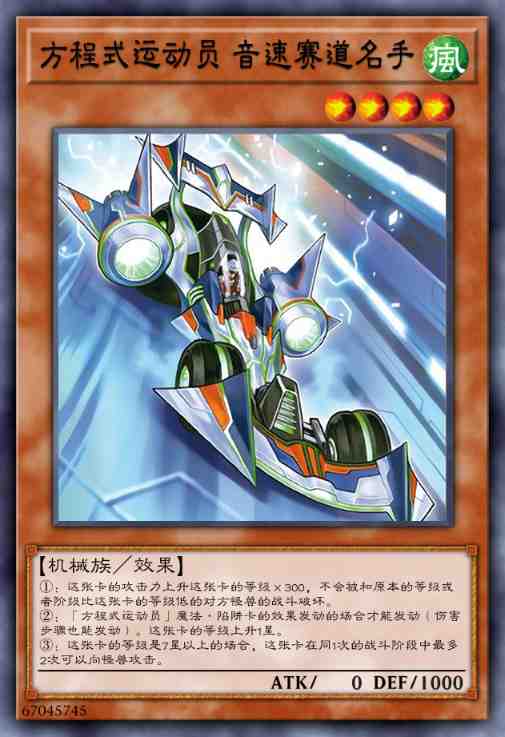 方程式运动员 音速赛道名手 風
【机械族／效果】
①：这张卡的攻击力上升这张卡的等级×300，不会被和原本的等级或
者阶级比这张卡的等级低的对方怪兽的战斗破坏。
②：「方程式运动员」魔法·陷阱卡的效果发动的场合才能发动（伤害
步骤也能发动）。这张卡的等级上升1星。
③：这张卡的等级是7星以上的场合，这张卡在同1次的战斗阶段中最多
2次可以向怪兽攻击。
ATK/ 0 DEF/1000
67045745